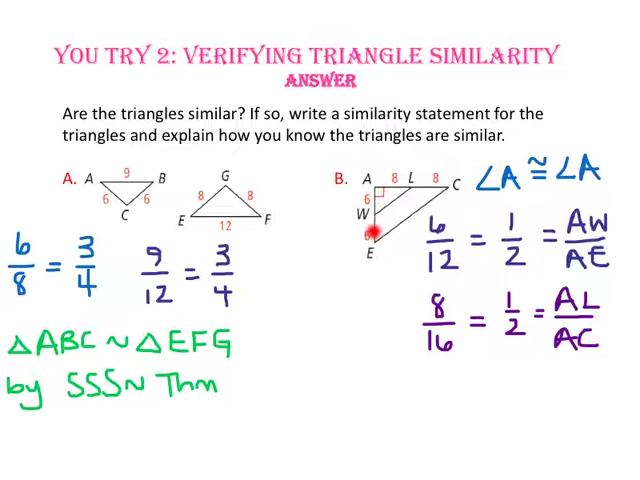 YOU TRY 2: VERIFYING TRIANGLE SIMILARITY
ANSWER
Are the triangles similar? If so, write a similarity statement for the
triangles and explain how you know the triangles are similar.
A.
A 9 B
6 6
C
G
8 8
E F
12
6/8 = 3/4
9/12 = 3/4
△ABC ~ △EFG
by SSS~ Thm
B.
A 8 L 8 C
6
W
6
E
∠A ≅ ∠A
6/12 = 1/2 = AW/AE
8/16 = 1/2 = AL/AC